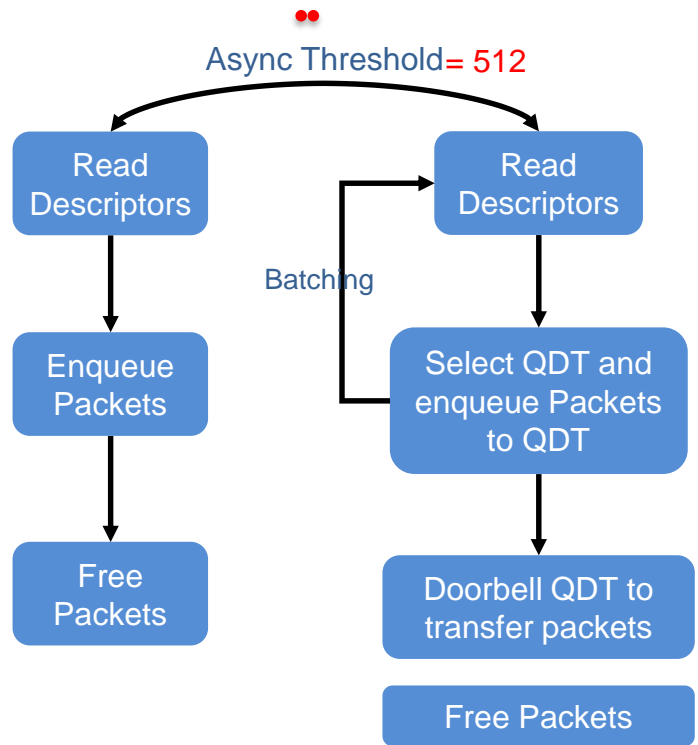 Async Threshold= 512
Read
Descriptors
Read
Descriptors
Batching
Enqueue
Packets
Select QDT and
enqueue Packets
to QDT
Free
Packets
Doorbell QDT to
transfer packets
Free Packets